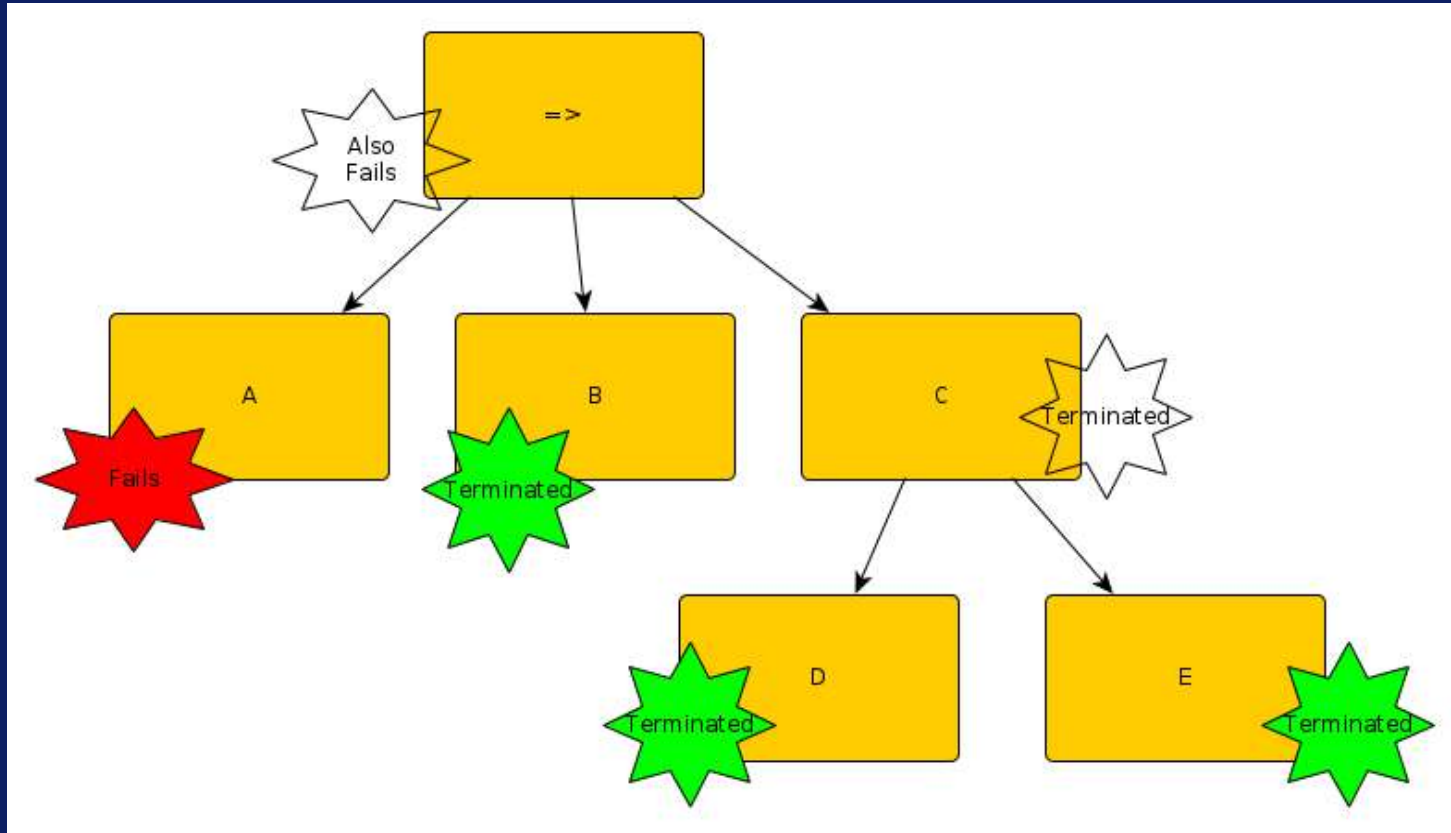 =>
Also
Fails
A
B
C
Terminated
Fails
Terminated
D
E
Terminated
Terminated